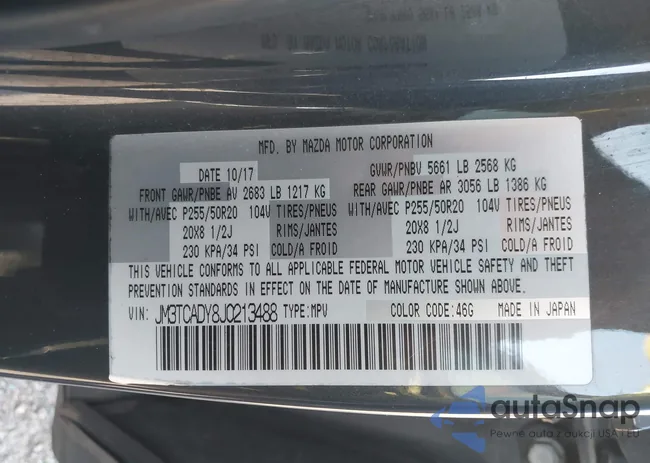 MFD. BY MAZDA MOTOR CORPORATION
DATE 10/17 GVWR/PNBV 5661 LB 2568 KG
FRONT GAWR/PNBE AV 2683 LB 1217 KG REAR GAWR/PNBE AR 3056 LB 1386 KG
WITH/AVEC P255/50R20 104V TIRES/PNEUS WITH/AVEC P255/50R20 104V TIRES/PNEUS
20X8 1/2J RIMS/JANTES 20X8 1/2J RIMS/JANTES
230 KPA/34 PSI COLD/A FROID 230 KPA/34 PSI COLD/A FROID
THIS VEHICLE CONFORMS TO ALL APPLICABLE FEDERAL MOTOR VEHICLE SAFETY AND THEFT
PREVENTION STANDARDS IN EFFECT ON THE DATE OF MANUFACTURE SHOWN ABOVE.
VIN: JM3TCADY8J0213488 TYPE:MPV COLOR CODE:46G MADE IN JAPAN
autoSnap
Pewne auta z aukcji USA i EU